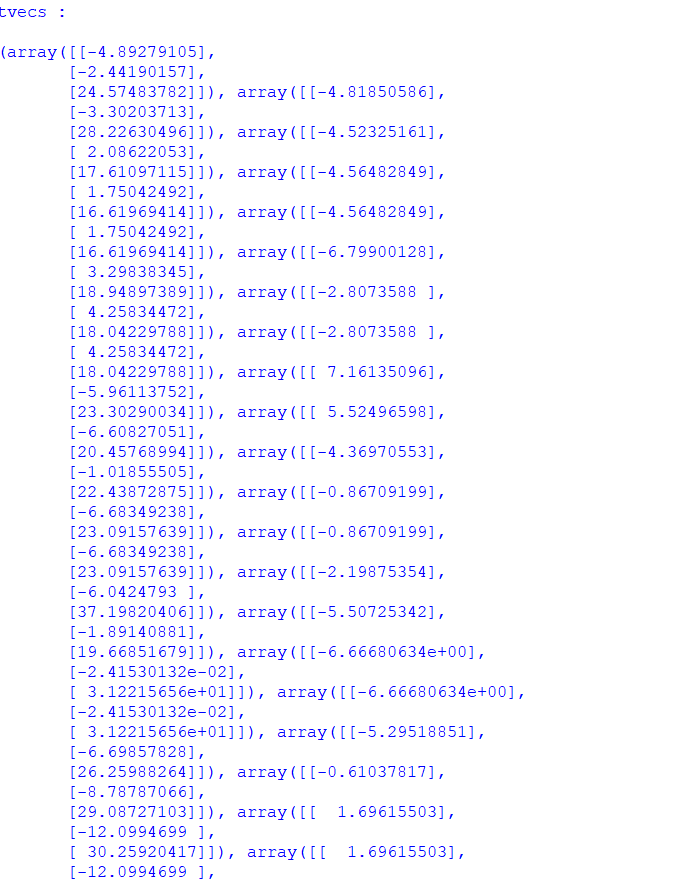 tvecs :
(array([[-4.89279105],
[-2.44190157],
[24.57483782]]), array([[-4.81850586],
[-3.30203713],
[28.22630496]]), array([[-4.52325161],
[ 2.08622053],
[17.61097115]]), array([[-4.56482849],
[ 1.75042492],
[16.61969414]]), array([[-4.56482849],
[ 1.75042492],
[16.61969414]]), array([[-6.79900128],
[ 3.29838345],
[18.94897389]]), array([[-2.8073588 ],
[ 4.25834472],
[18.04229788]]), array([[-2.8073588 ],
[ 4.25834472],
[18.04229788]]), array([[ 7.16135096],
[-5.96113752],
[23.30290034]]), array([[ 5.52496598],
[-6.60827051],
[20.45768994]]), array([[-4.36970553],
[-1.01855505],
[22.43872875]]), array([[-0.86709199],
[-6.68349238],
[23.09157639]]), array([[-0.86709199],
[-6.68349238],
[23.09157639]]), array([[-2.19875354],
[-6.0424793 ],
[37.19820406]]), array([[-5.50725342],
[-1.89140881],
[19.66851679]]), array([[-6.66680634e+00],
[-2.41530132e-02],
[ 3.12215656e+01]]), array([[-6.66680634e+00],
[-2.41530132e-02],
[ 3.12215656e+01]]), array([[-5.29518851],
[-6.69857828],
[26.25988264]]), array([[-0.61037817],
[-8.78787066],
[29.08727103]]), array([[  1.69615503],
[-12.0994699 ],
[ 30.25920417]]), array([[  1.69615503],
[-12.0994699 ],